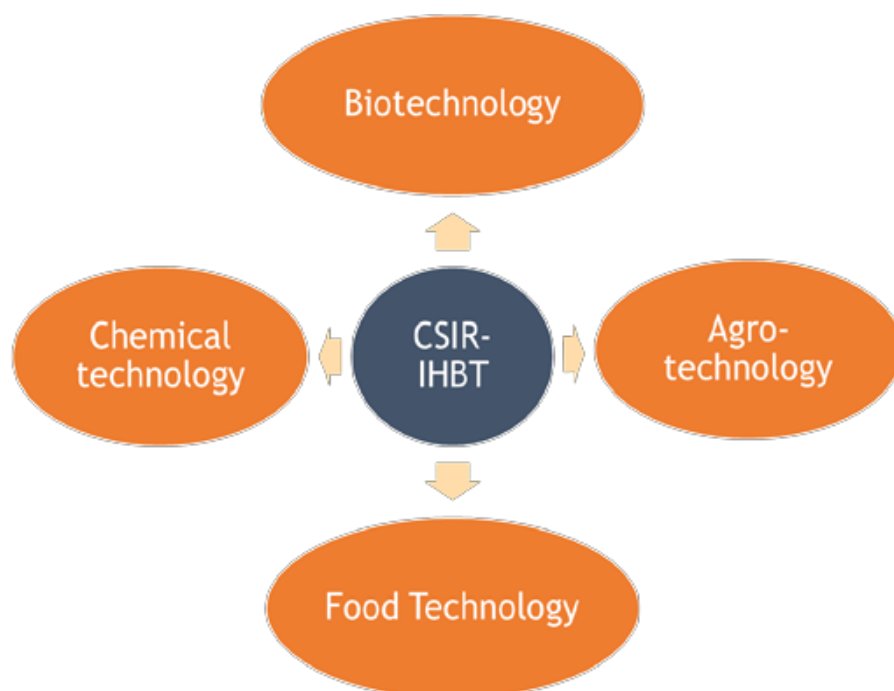 Biotechnology
Chemical
technology
CSIR-
IHBT
Agro-
technology
Food Technology